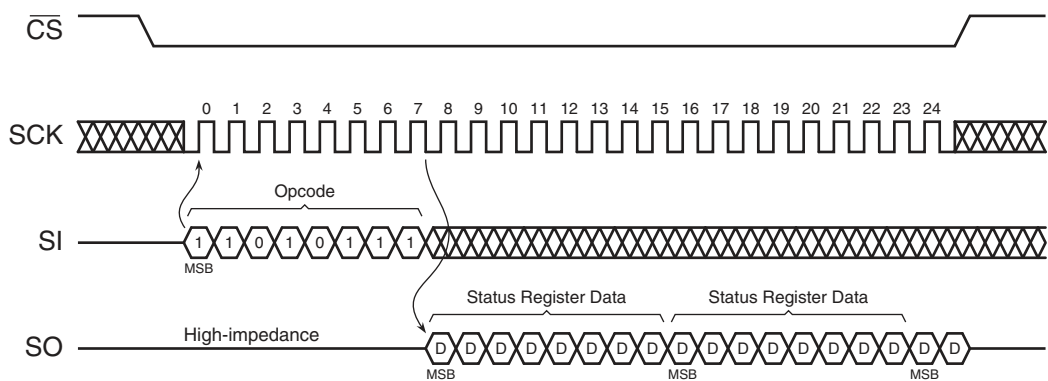 CS
0 1 2 3 4 5 6 7 8 9 10 11 12 13 14 15 16 17 18 19 20 21 22 23 24
SCK
Opcode
SI
1 1 0 1 0 1 1 1
MSB
Status Register Data Status Register Data
High-impedance
SO
D D D D D D D D D D D D D D D D D D
MSB MSB MSB